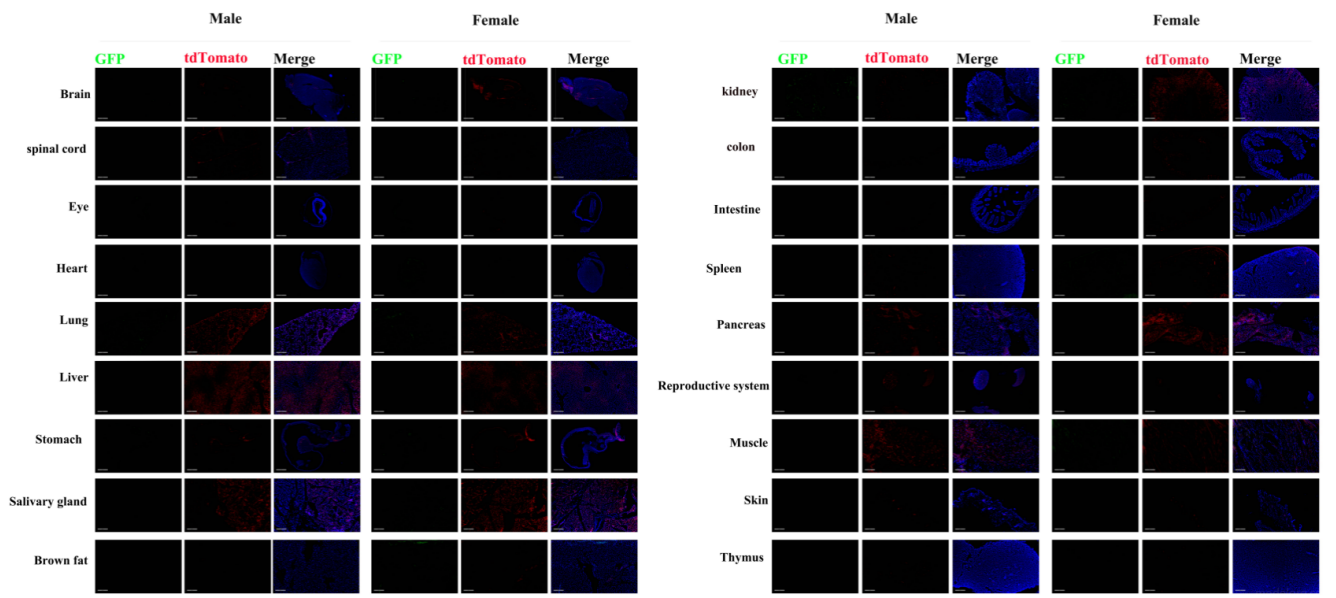 Male Female Male Female
GFP tdTomato Merge GFP tdTomato Merge GFP tdTomato Merge GFP tdTomato Merge
Brain kidney
spinal cord colon
Eye Intestine
Heart Spleen
Lung Pancreas
Liver Reproductive system
Stomach Muscle
Salivary gland Skin
Brown fat Thymus